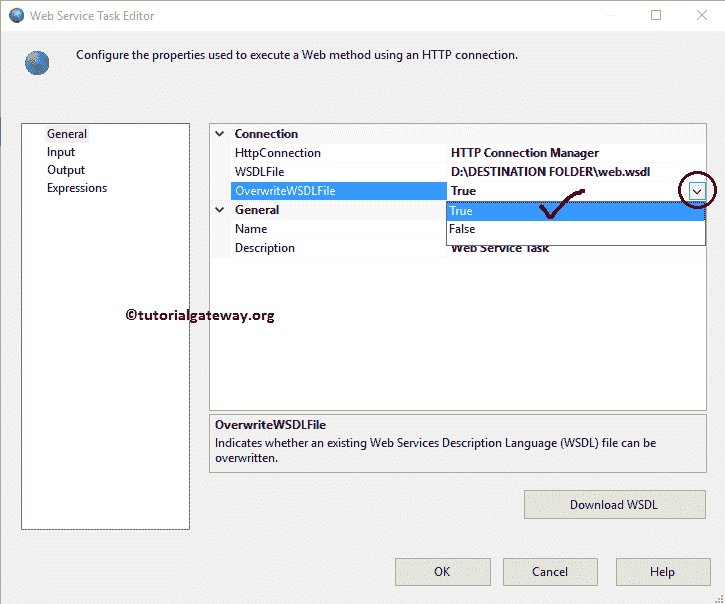 Web Service Task Editor
Configure the properties used to execute a Web method using an HTTP connection.
General
Input
Output
Expressions
Connection
HttpConnection HTTP Connection Manager
WSDLFile D:\DESTINATION FOLDER\web.wsdl
OverwriteWSDLFile True
General True
Name False
Description Web Service Task
©tutorialgateway.org
OverwriteWSDLFile
Indicates whether an existing Web Services Description Language (WSDL) file can be
overwritten.
Download WSDL
OK Cancel Help